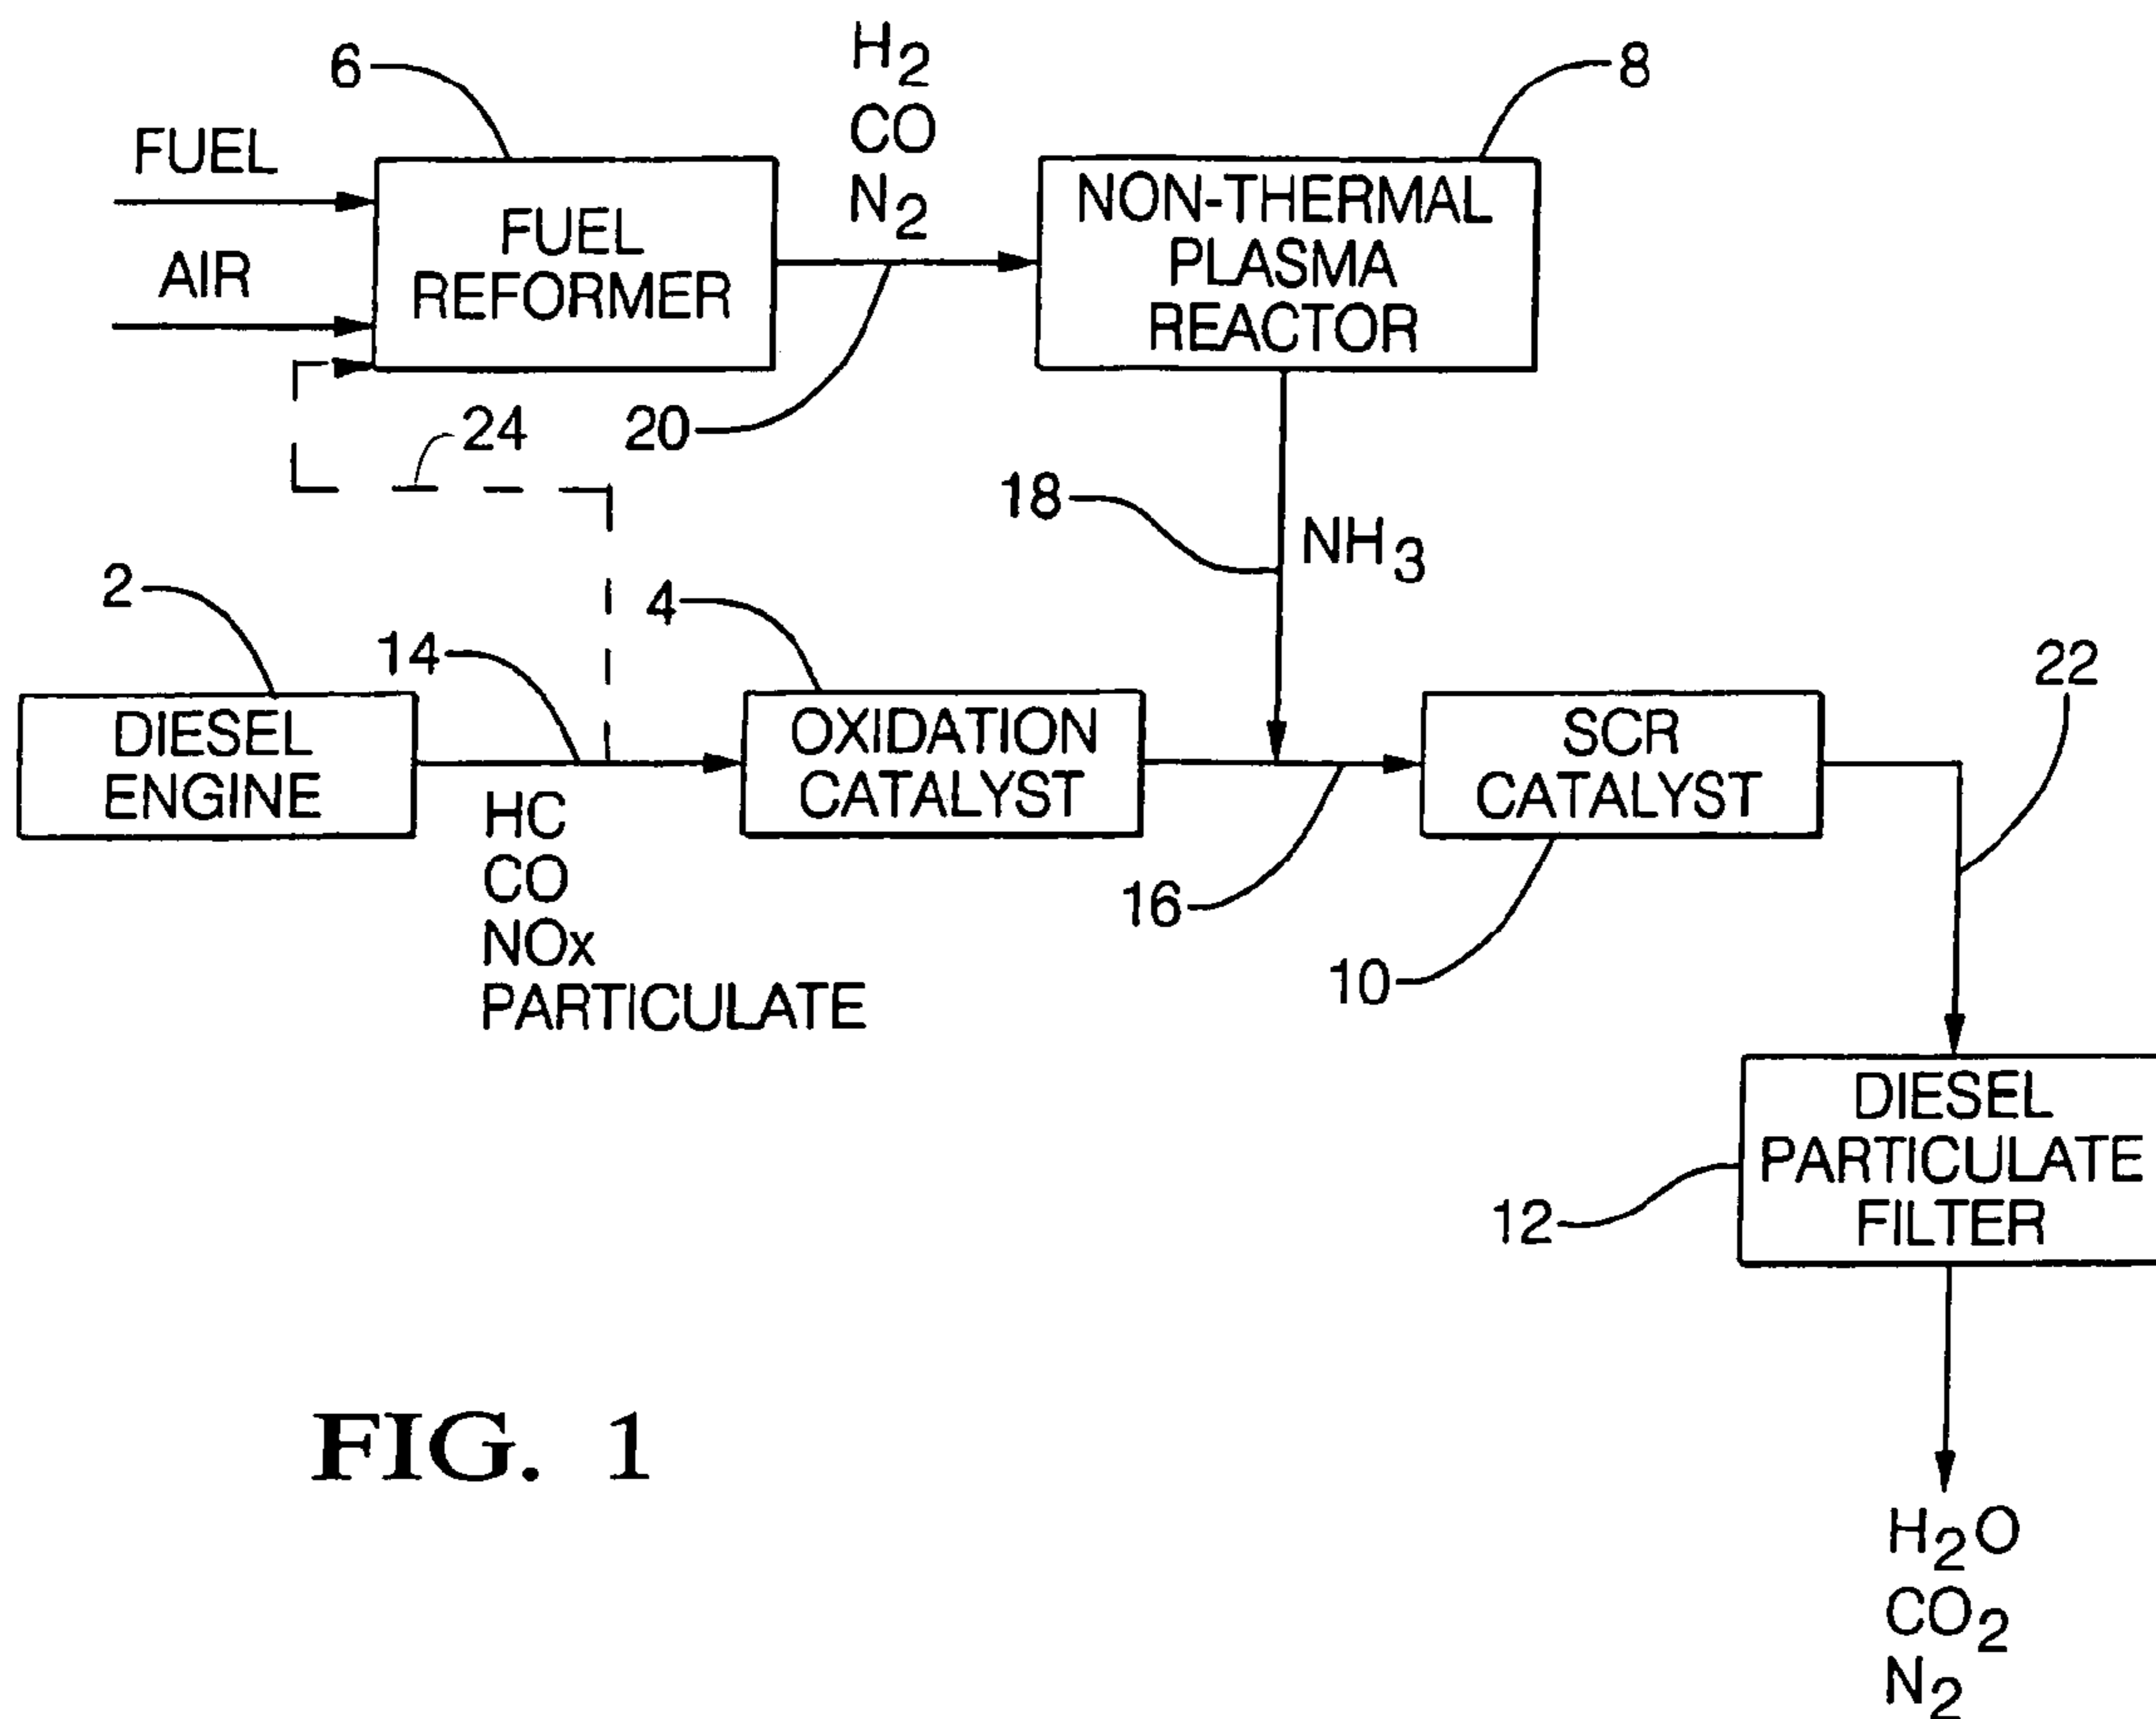 6
H2
CO
N2
8
FUEL
AIR
FUEL
REFORMER
NON-THERMAL
PLASMA
REACTOR
24
20
18
NH3
2
14
4
22
DIESEL
ENGINE
OXIDATION
CATALYST
SCR
CATALYST
HC
CO
NOx
PARTICULATE
16
10
DIESEL
PARTICULATE
FILTER
12
FIG. 1
H2O
CO2
N2